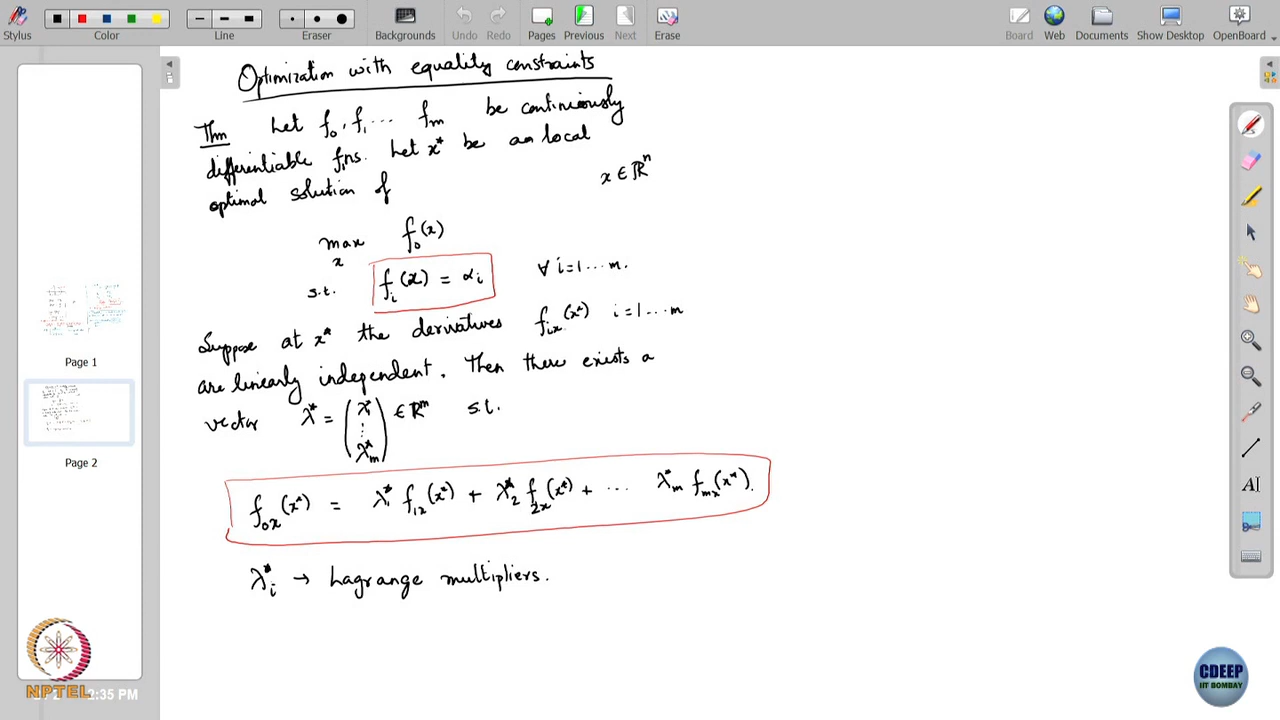 Stylus
Color
Line
Eraser
Backgrounds
Undo
Redo
Pages
Previous
Next
Erase
Board
Web
Documents
Show Desktop
OpenBoard
Optimization with equality constraints
Thm Let f₀, f₁ ... fₘ be continuously
differentiable fns. Let x* be an local
optimal solution of x ∈ ℝⁿ
max f₀(x)
x
s.t. fᵢ(x) = αᵢ ∀ i=1...m.
Suppose at x* the derivatives fᵢₓ(x*) i=1...m
are linearly independent. Then there exists a
vector λ* = (λ₁* ⋮ λₘ*) ∈ ℝᵐ s.t.
f₀ₓ(x*) = λ₁* f₁ₓ(x*) + λ₂* f₂ₓ(x*) + ... λₘ* fₘₓ(x*).
λᵢ* → Lagrange multipliers.
Page 1
Page 2
NPTEL
2:35 PM
CDEEP
IIT BOMBAY